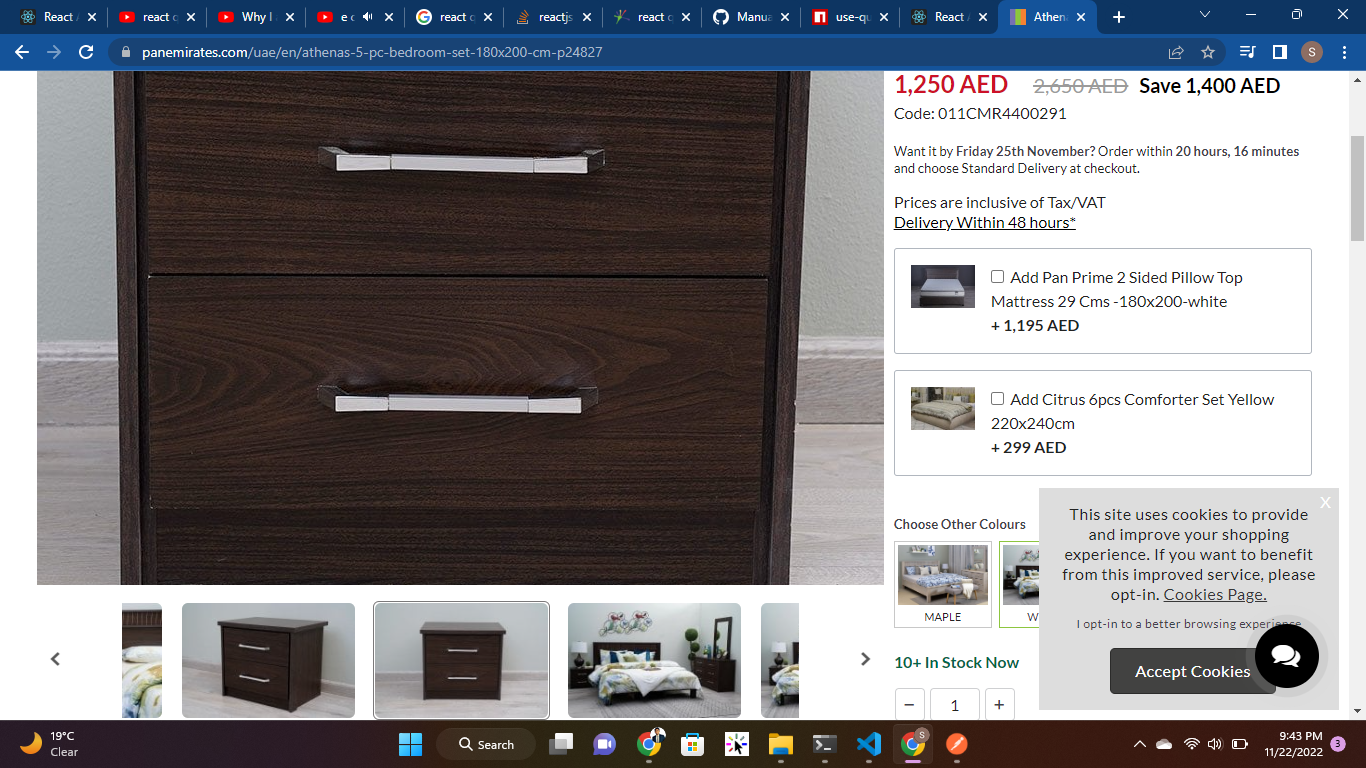 React A
react q
Why I
e c
react q
reactjs
react q
Manua
use-qu
React A
Athena
panemirates.com/uae/en/athenas-5-pc-bedroom-set-180x200-cm-p24827
S
1,250 AED 2,650 AED Save 1,400 AED
Code: 011CMR4400291
Want it by Friday 25th November? Order within 20 hours, 16 minutes
and choose Standard Delivery at checkout.
Prices are inclusive of Tax/VAT
Delivery Within 48 hours*
Add Pan Prime 2 Sided Pillow Top
Mattress 29 Cms -180x200-white
+ 1,195 AED
Add Citrus 6pcs Comforter Set Yellow
220x240cm
+ 299 AED
Choose Other Colours
MAPLE
W
10+ In Stock Now
− 1 +
X
This site uses cookies to provide
and improve your shopping
experience. If you want to benefit
from this improved service, please
opt-in. Cookies Page.
I opt-in to a better browsing experience
Accept Cookies
19°C
Clear
Search
S
9:43 PM
11/22/2022
3